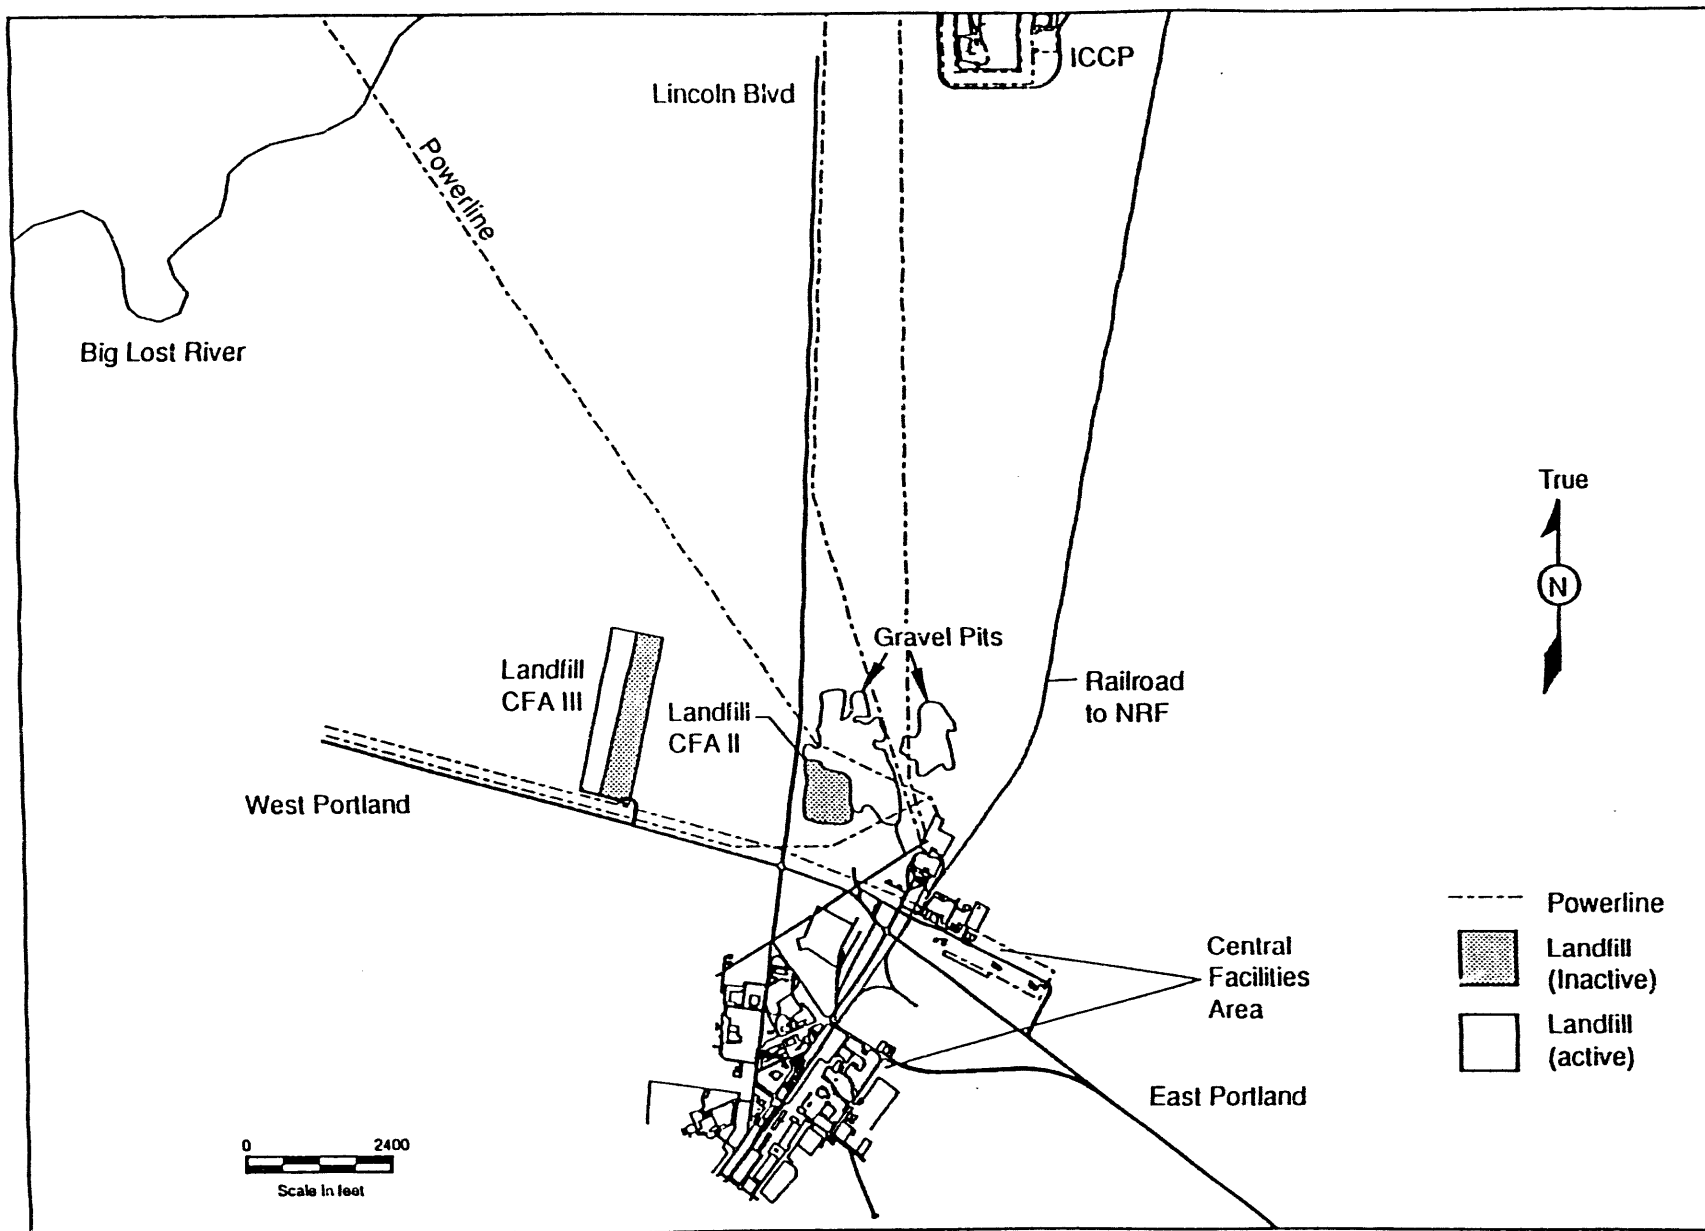 ICCP
Lincoln Blvd
Powerline
Big Lost River
True
N
Gravel Pits
Landfill
CFA III
Landfill
CFA II
Railroad
to NRF
West Portland
Powerline
Landfill
(Inactive)
Landfill
(active)
Central
Facilities
Area
East Portland
0 2400
Scale in feet